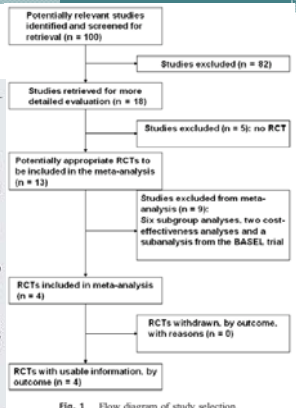 Potentially relevant studies
identified and screened for
retrieval (n = 100)
Studies excluded (n = 82)
Studies retrieved for more
detailed evaluation (n = 18)
Studies excluded (n = 5): no RCT
Potentially appropriate RCTs to
be included in the meta-analysis
(n = 13)
Studies excluded from meta-
analysis (n = 9):
Six subgroup analyses, two cost-
effectiveness analyses and a
subanalysis from the BASEL trial
RCTs included in meta-analysis
(n = 4)
RCTs withdrawn, by outcome,
with reasons (n = 0)
RCTs with usable information, by
outcome (n = 4)
Fig. 1 Flow diagram of study selection